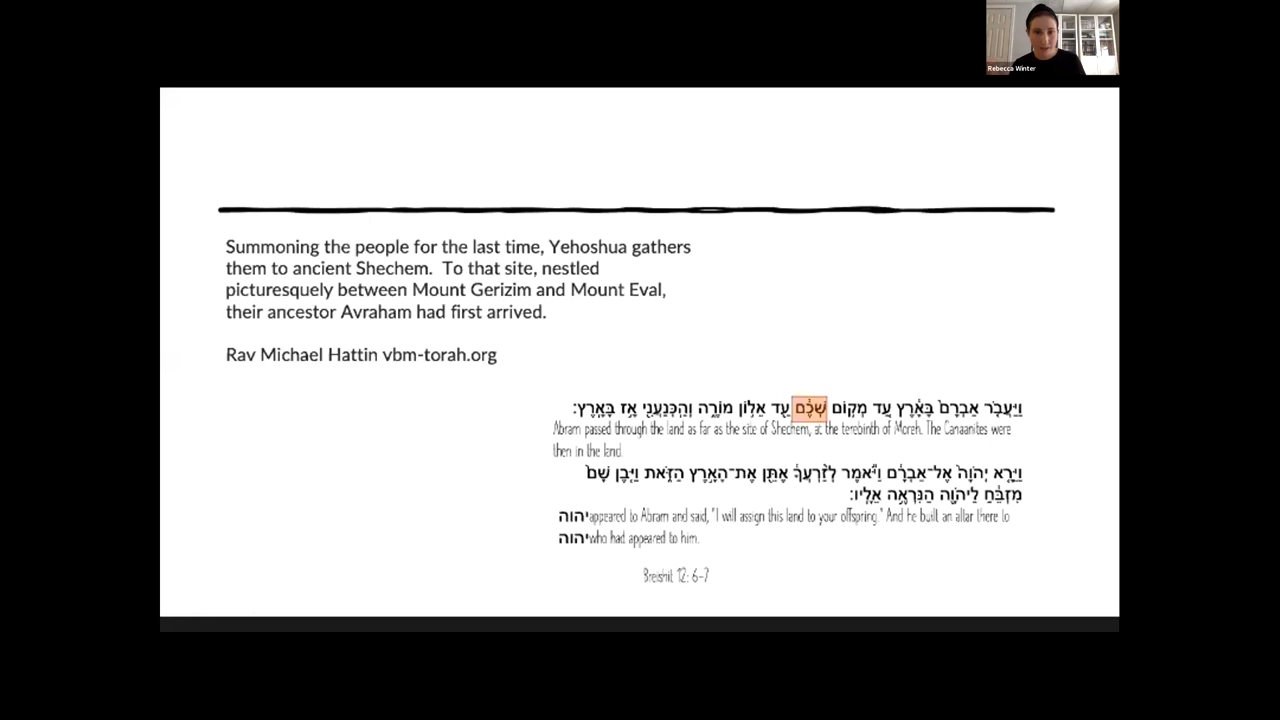 Rebecca Winter
Summoning the people for the last time, Yehoshua gathers
them to ancient Shechem. To that site, nestled
picturesquely between Mount Gerizim and Mount Eval,
their ancestor Avraham had first arrived.
Rav Michael Hattin vbm-torah.org
וַיַּעֲבֹ֤ר אַבְרָם֙ בָּאָ֔רֶץ עַ֚ד מְק֣וֹם שְׁכֶ֔ם עַ֖ד אֵל֣וֹן מוֹרֶ֑ה וְהַֽכְּנַעֲנִ֖י אָ֥ז בָּאָֽרֶץ׃
Abram passed through the land as far as the site of Shechem, at the terebinth of Moreh. The Canaanites were
then in the land.
וַיֵּרָ֤א יְהֹוָה֙ אֶל־אַבְרָ֔ם וַיֹּ֕אמֶר לְזַ֨רְעֲךָ֔ אֶתֵּ֖ן אֶת־הָאָ֣רֶץ הַזֹּ֑את וַיִּ֤בֶן שָׁם֙
מִזְבֵּ֔חַ לַיהֹוָ֖ה הַנִּרְאֶ֥ה אֵלָֽיו׃
יהוה appeared to Abram and said, "I will assign this land to your offspring." And he built an altar there to
יהוה who had appeared to him.
Breishit 12: 6-7